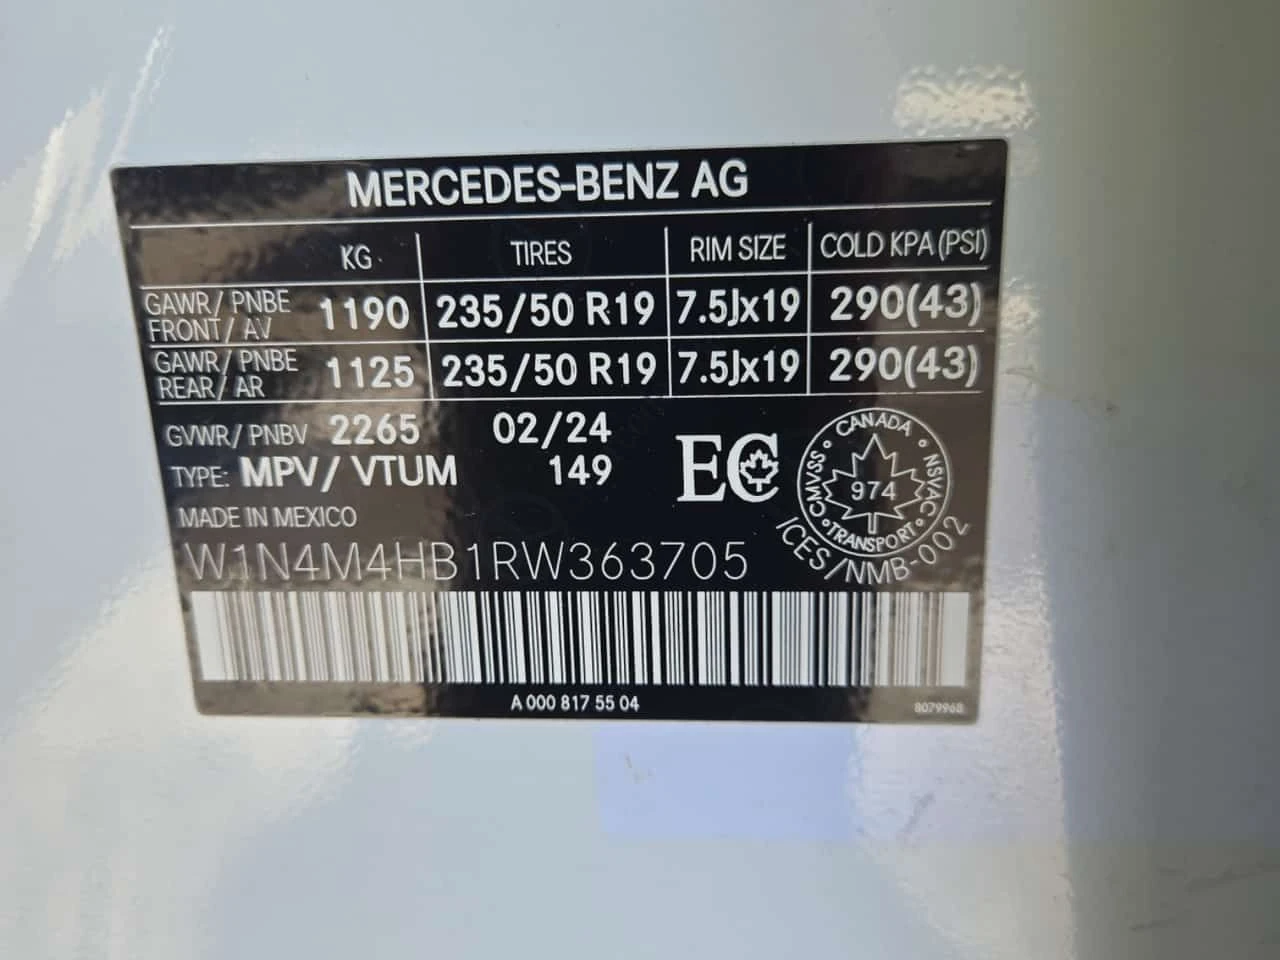 MERCEDES-BENZ AG
KG TIRES RIM SIZE COLD KPA(PSI)
GAWR/ PNBE FRONT/ AV 1190 235/50 R19 7.5Jx19 290(43)
GAWR/ PNBE REAR/ AR 1125 235/50 R19 7.5Jx19 290(43)
GVWR/ PNBV 2265 02/24
TYPE: MPV/ VTUM 149
EC
CANADA
CMVSS 974 NSVAC
TRANSPORT
ICES/NMB-002
MADE IN MEXICO
W1N4M4HB1RW363705
A 000 817 55 04
8079968